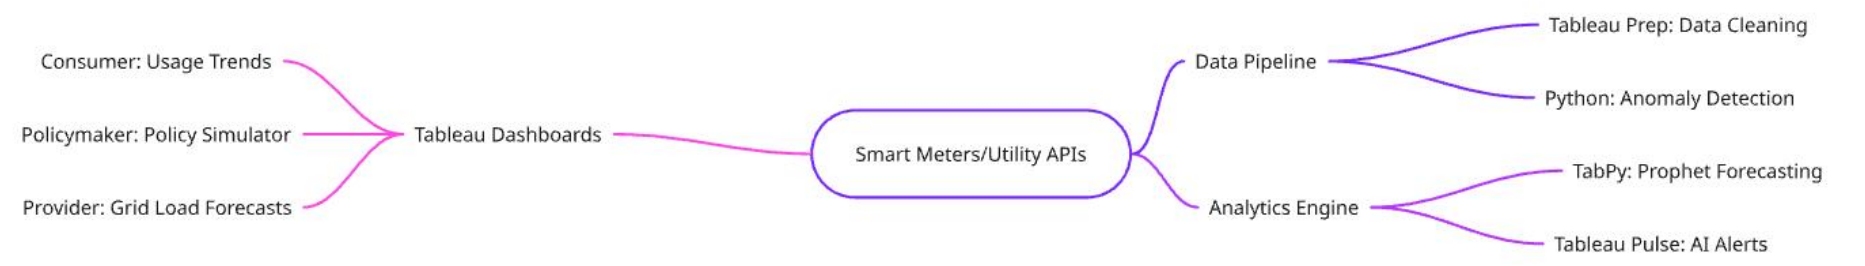 Consumer: Usage Trends
Policymaker: Policy Simulator
Provider: Grid Load Forecasts
Tableau Dashboards
Smart Meters/Utility APIs
Data Pipeline
Tableau Prep: Data Cleaning
Python: Anomaly Detection
Analytics Engine
TabPy: Prophet Forecasting
Tableau Pulse: AI Alerts